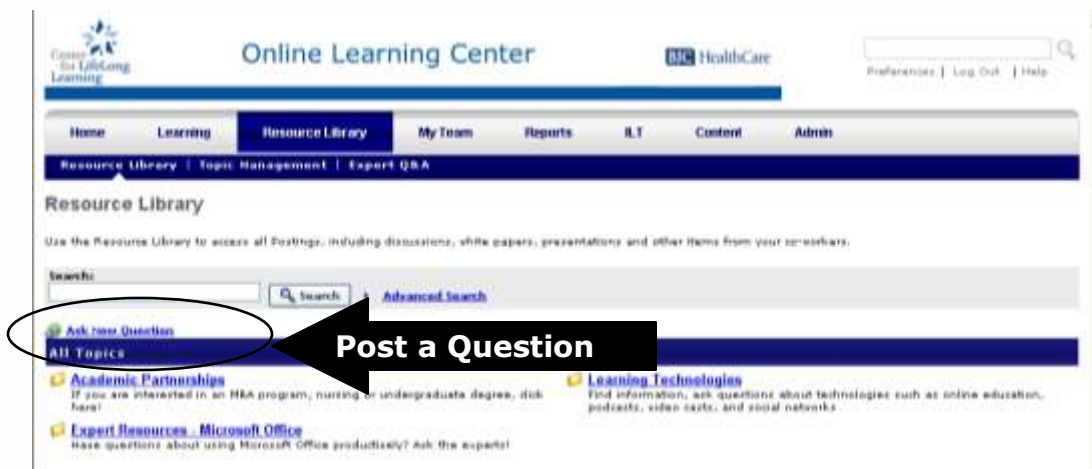 Center for LifeLong Learning
Online Learning Center
BJC HealthCare
Preferences | Log Out | Help
Home Learning Resource Library My Team Reports ILT Content Admin
Resource Library | Topic Management | Expert Q&A
Resource Library
Use the Resource Library to access all Postings, including discussions, white papers, presentations and other items from your co-workers.
Search:
Search Advanced Search
Ask New Question
Post a Question
All Topics
Academic Partnerships
If you are interested in an MBA program, nursing or undergraduate degree, click
here!
Learning Technologies
Find information, ask questions about technologies such as online education,
podcasts, video casts, and social networks
Expert Resources - Microsoft Office
Have questions about using Microsoft Office productively? Ask the experts!